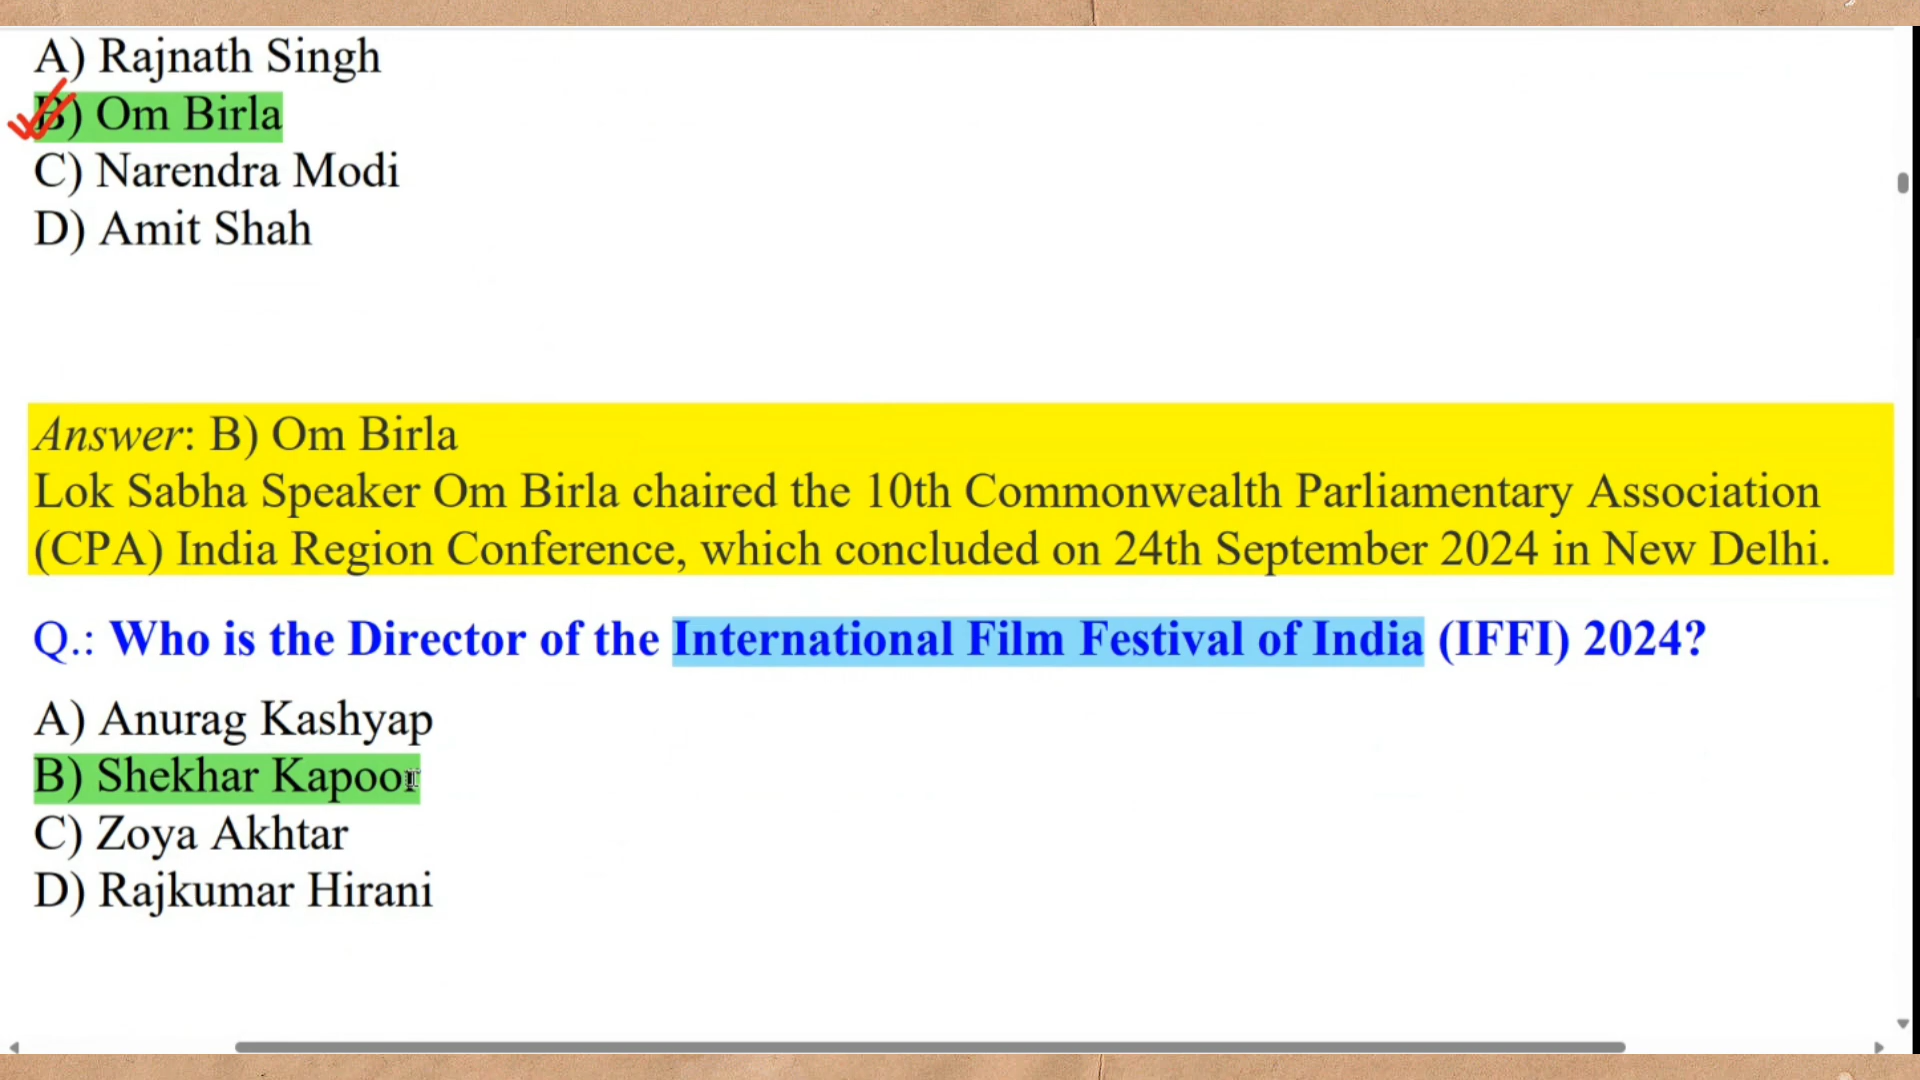 A) Rajnath Singh
B) Om Birla
C) Narendra Modi
D) Amit Shah
Answer: B) Om Birla
Lok Sabha Speaker Om Birla chaired the 10th Commonwealth Parliamentary Association
(CPA) India Region Conference, which concluded on 24th September 2024 in New Delhi.
Q.: Who is the Director of the International Film Festival of India (IFFI) 2024?
A) Anurag Kashyap
B) Shekhar Kapoor
C) Zoya Akhtar
D) Rajkumar Hirani